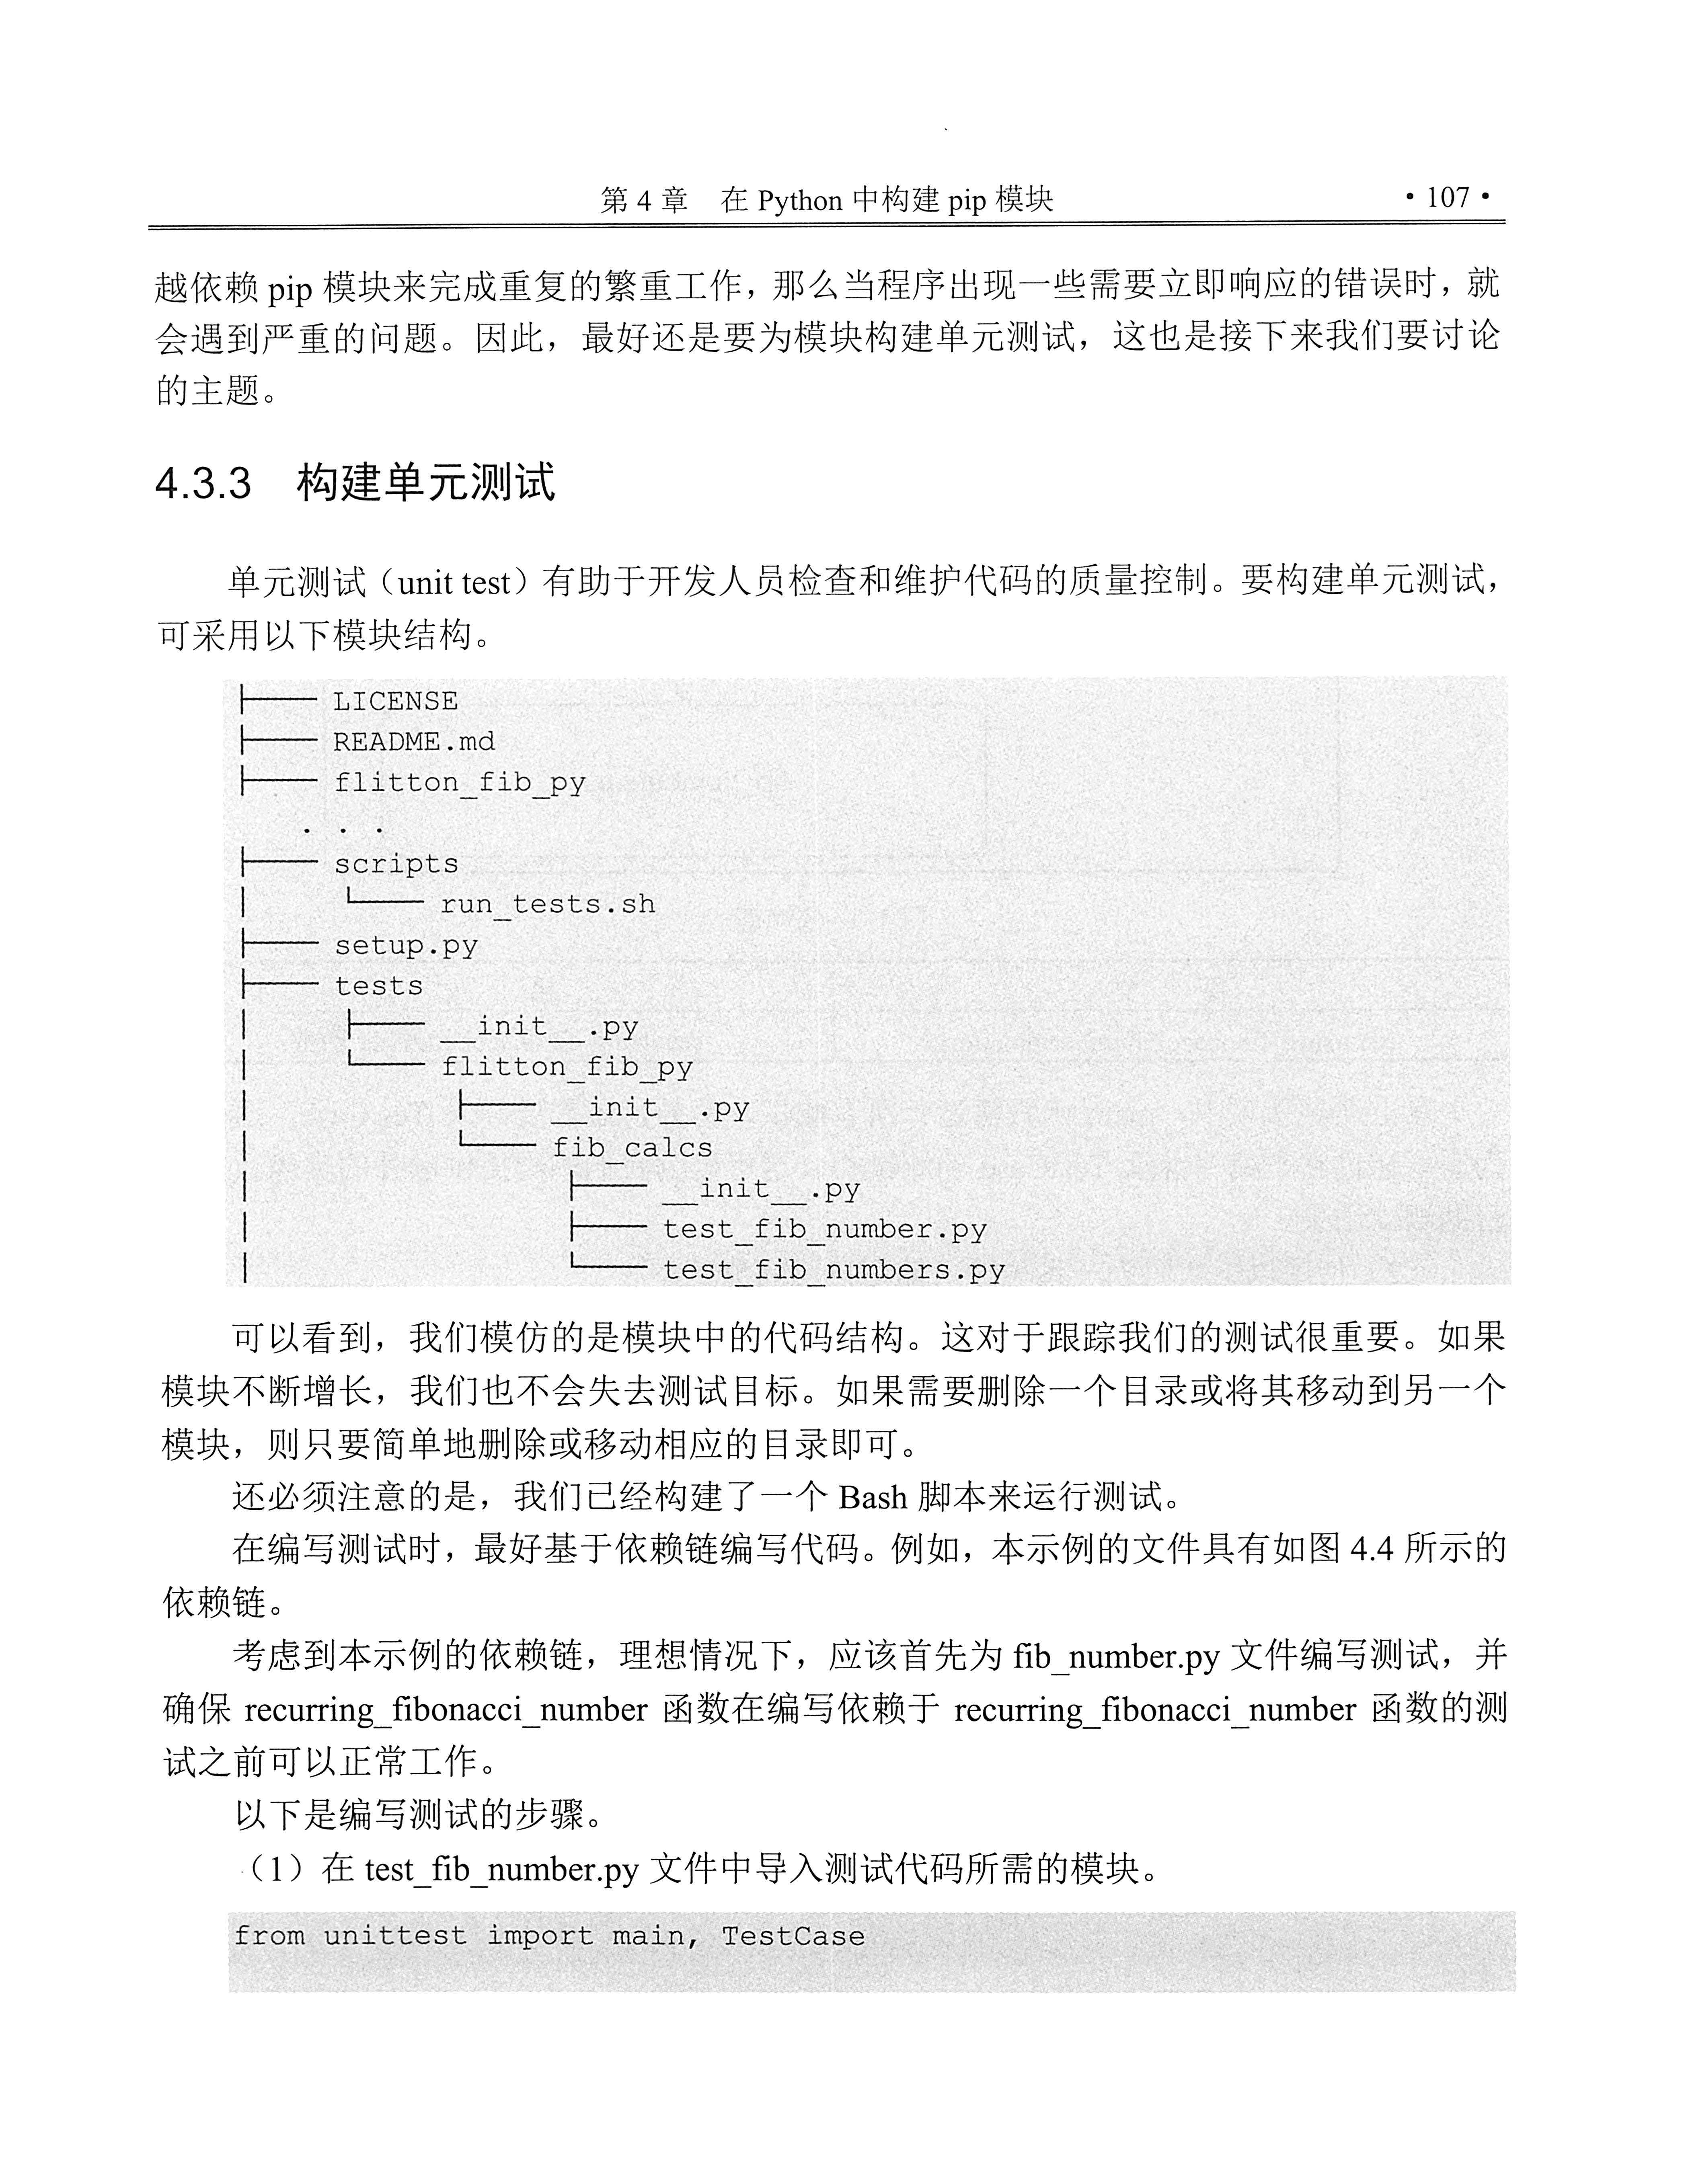 第 4 章　在 Python 中构建 pip 模块　　• 107 •
越依赖 pip 模块来完成重复的繁重工作，那么当程序出现一些需要立即响应的错误时，就
会遇到严重的问题。因此，最好还是要为模块构建单元测试，这也是接下来我们要讨论
的主题。
4.3.3　构建单元测试
单元测试（unit test）有助于开发人员检查和维护代码的质量控制。要构建单元测试，
可采用以下模块结构。
├── LICENSE
├── README.md
├── flitton_fib_py
    . . .
├── scripts
│   └── run_tests.sh
├── setup.py
├── tests
│   ├── __init__.py
│   └── flitton_fib_py
│       ├── __init__.py
│       └── fib_calcs
│           ├── __init__.py
│           ├── test_fib_number.py
│           └── test_fib_numbers.py
可以看到，我们模仿的是模块中的代码结构。这对于跟踪我们的测试很重要。如果
模块不断增长，我们也不会失去测试目标。如果需要删除一个目录或将其移动到另一个
模块，则只要简单地删除或移动相应的目录即可。
还必须注意的是，我们已经构建了一个 Bash 脚本来运行测试。
在编写测试时，最好基于依赖链编写代码。例如，本示例的文件具有如图 4.4 所示的
依赖链。
考虑到本示例的依赖链，理想情况下，应该首先为 fib_number.py 文件编写测试，并
确保 recurring_fibonacci_number 函数在编写依赖于 recurring_fibonacci_number 函数的测
试之前可以正常工作。
以下是编写测试的步骤。
（1）在 test_fib_number.py 文件中导入测试代码所需的模块。
from unittest import main, TestCase